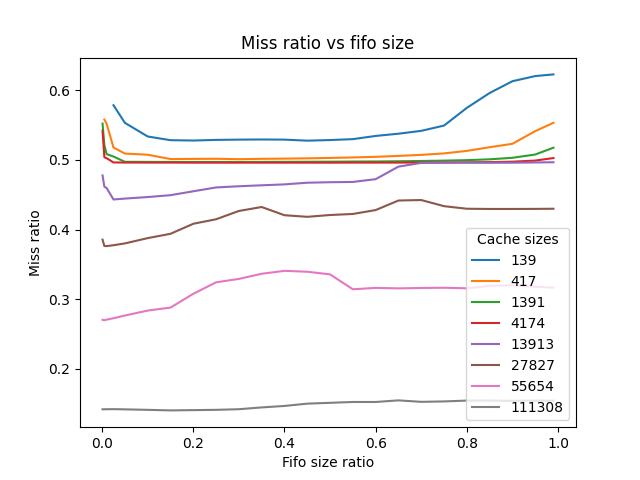 Miss ratio vs fifo size
Miss ratio
0.6
0.5
0.4
0.3
0.2
Cache sizes
139
417
1391
4174
13913
27827
55654
111308
0.0 0.2 0.4 0.6 0.8 1.0
Fifo size ratio